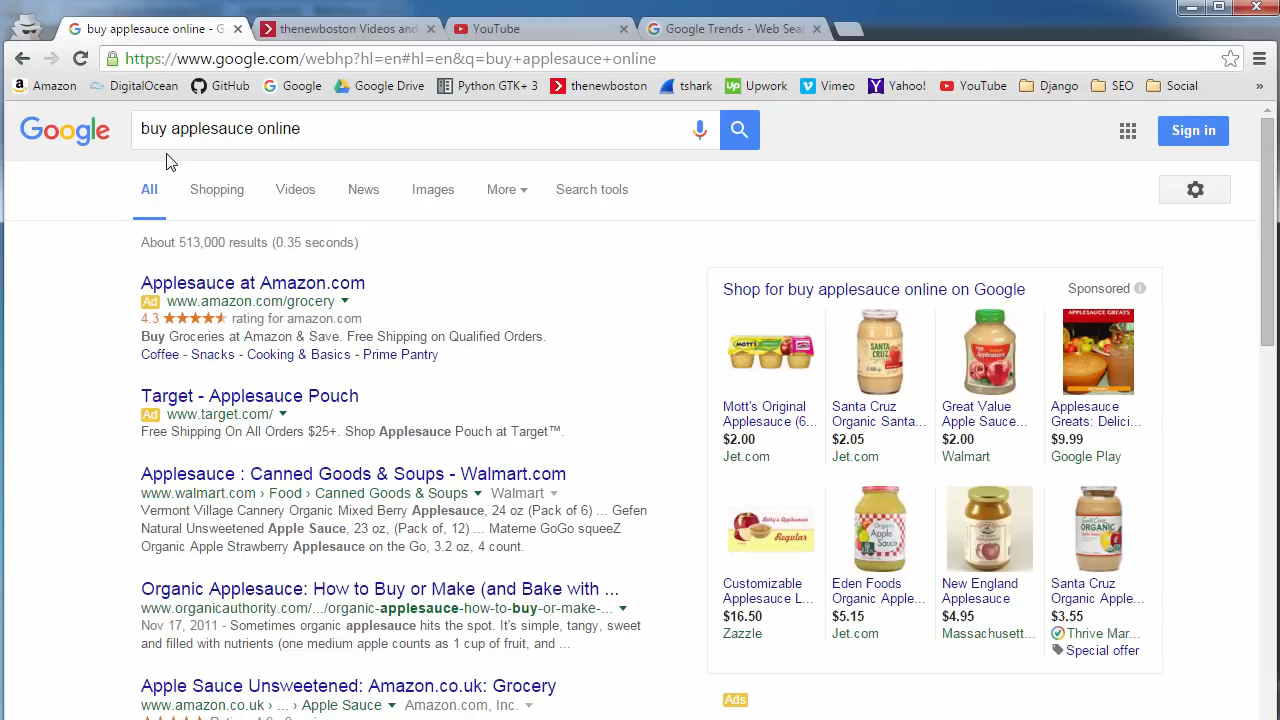 buy applesauce online - G
thenewboston Videos and
YouTube
Google Trends - Web Sear
https://www.google.com/webhp?hl=en#hl=en&q=buy+applesauce+online
Amazon
DigitalOcean
GitHub
Google
Google Drive
Python GTK+ 3
thenewboston
tshark
Up Upwork
Vimeo
Yahoo!
YouTube
Django
SEO
Social
»
Google
buy applesauce online
Sign in
All
Shopping
Videos
News
Images
More
Search tools
About 513,000 results (0.35 seconds)
Applesauce at Amazon.com
Ad www.amazon.com/grocery
4.3 ★★★★★ rating for amazon.com
Buy Groceries at Amazon & Save. Free Shipping on Qualified Orders.
Coffee - Snacks - Cooking & Basics - Prime Pantry
Target - Applesauce Pouch
Ad www.target.com/
Free Shipping On All Orders $25+. Shop Applesauce Pouch at Target™.
Applesauce : Canned Goods & Soups - Walmart.com
www.walmart.com › Food › Canned Goods & Soups ▼ Walmart ▼
Vermont Village Cannery Organic Mixed Berry Applesauce, 24 oz (Pack of 6) ... Gefen
Natural Unsweetened Apple Sauce, 23 oz, (Pack of, 12) ... Materne GoGo squeeZ
Organic Apple Strawberry Applesauce on the Go, 3.2 oz, 4 count.
Organic Applesauce: How to Buy or Make (and Bake with ...
www.organicauthority.com/.../organic-applesauce-how-to-buy-or-make-...
Nov 17, 2011 - Sometimes organic applesauce hits the spot. It's simple, tangy, sweet
and filled with nutrients (one medium apple counts as 1 cup of fruit, and ...
Apple Sauce Unsweetened: Amazon.co.uk: Grocery
www.amazon.co.uk › ... › Apple Sauce ▼ Amazon.com, Inc. ▼
Shop for buy applesauce online on Google
Sponsored
MOTT'S
SANTA CRUZ
Applesauce
APPLESAUCE GREATS
Mott's Original
Applesauce (6...
$2.00
Jet.com
Santa Cruz
Organic Santa...
$2.05
Jet.com
Great Value
Apple Sauce...
$2.00
Walmart
Applesauce
Greats: Delici...
$9.99
Google Play
Regular
Apple Sauce
ORGANIC
Customizable
Applesauce L...
$16.50
Zazzle
Eden Foods
Organic Apple...
$5.15
Jet.com
New England
Applesauce
$4.95
Massachusett...
Santa Cruz
Organic Apple...
$3.55
Thrive Mar...
Special offer
Ads